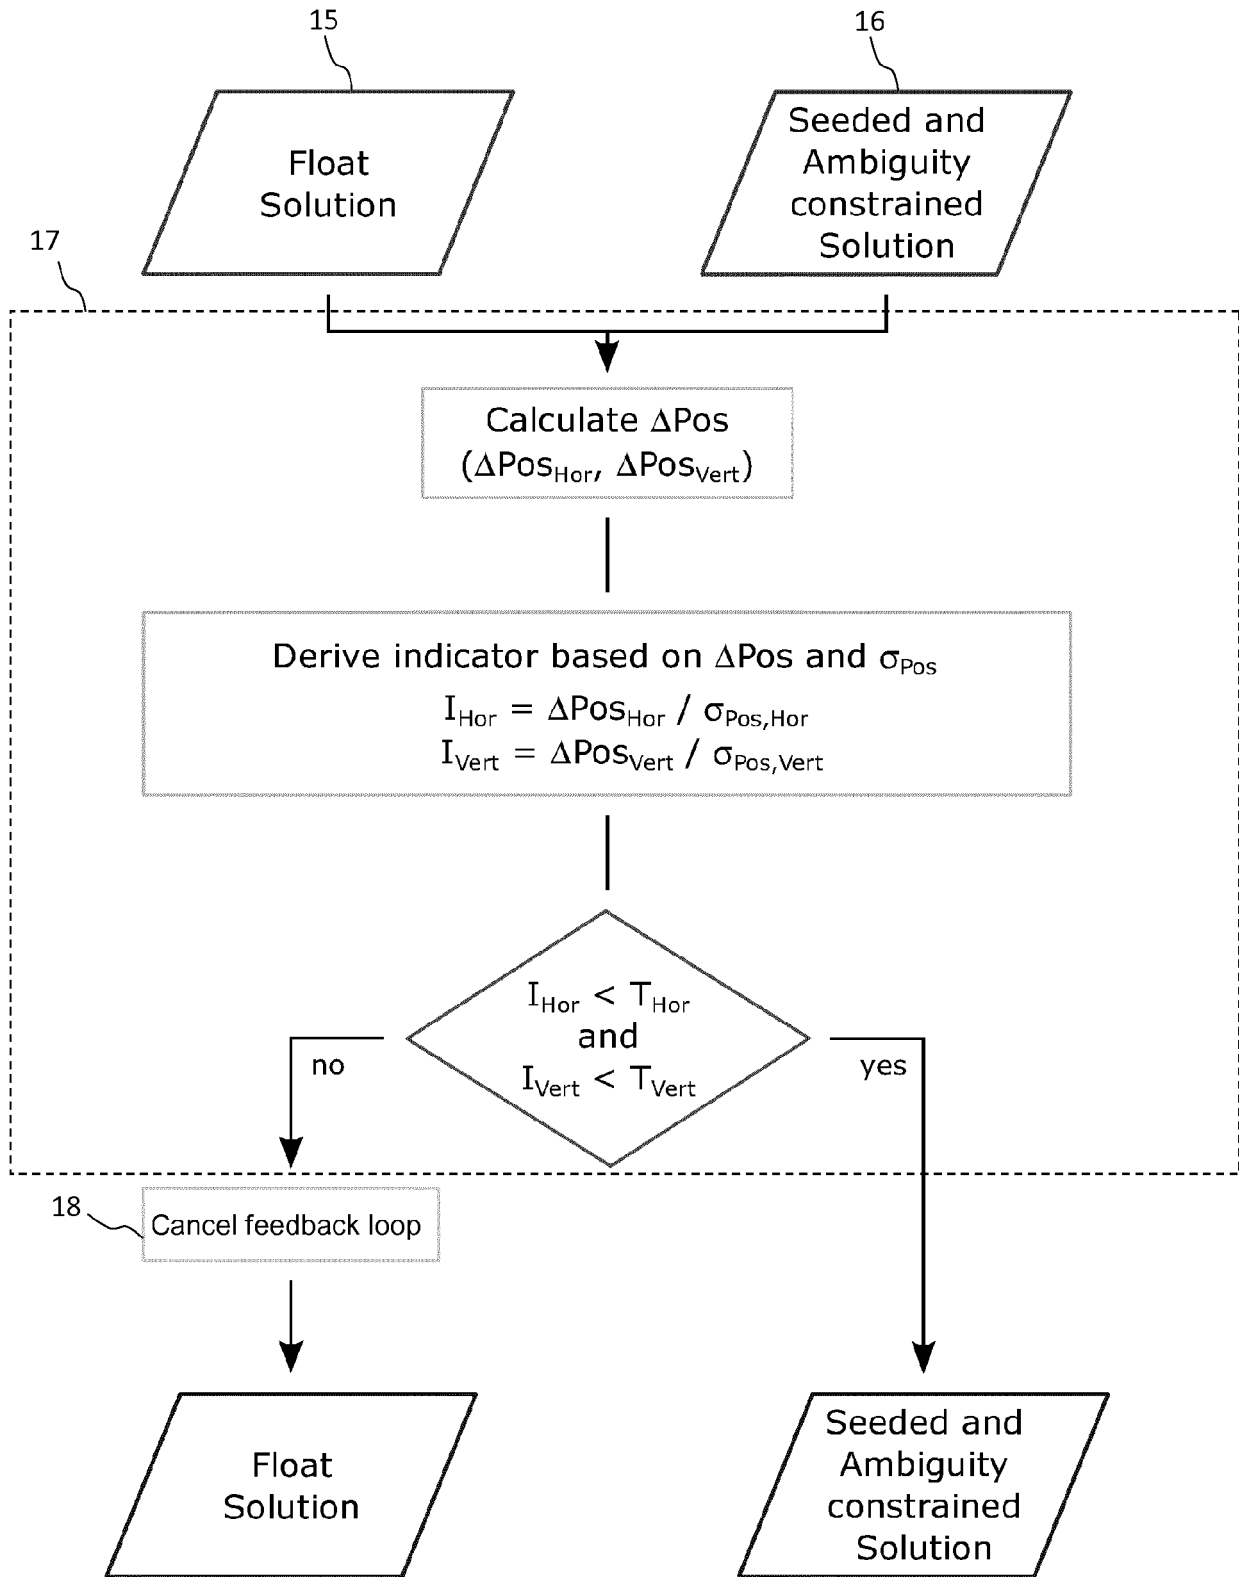 15
16
Float
Solution
Seeded and
Ambiguity
constrained
Solution
17
Calculate ΔPos
(ΔPosHor, ΔPosVert)
Derive indicator based on ΔPos and σPos
IHor = ΔPosHor / σPos,Hor
IVert = ΔPosVert / σPos,Vert
IHor < THor
and
IVert < TVert
no
yes
18
Cancel feedback loop
Float
Solution
Seeded and
Ambiguity
constrained
Solution